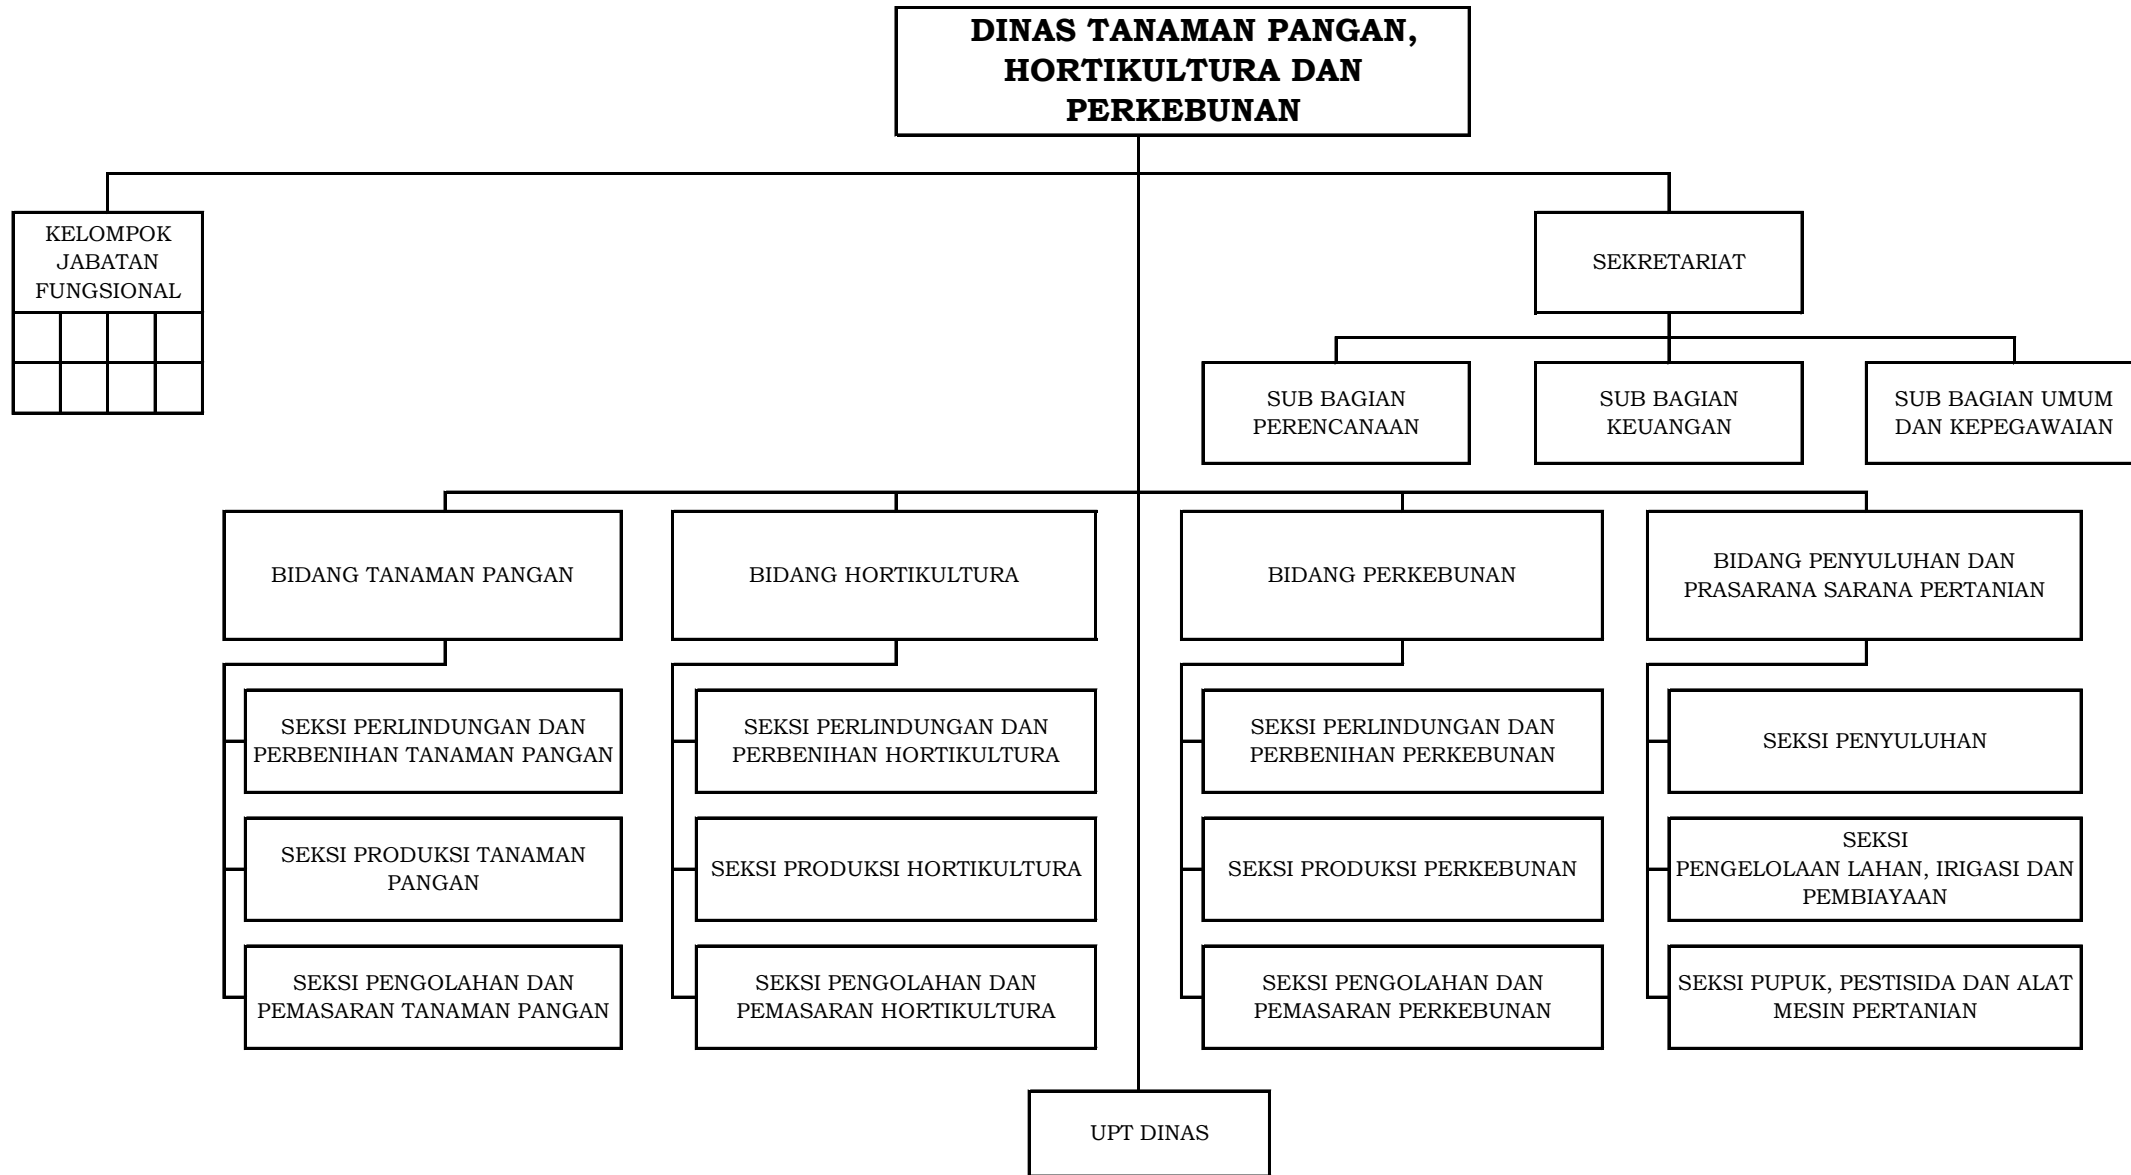 DINAS TANAMAN PANGAN,
HORTIKULTURA DAN
PERKEBUNAN
KELOMPOK
JABATAN
FUNGSIONAL
SEKRETARIAT
SUB BAGIAN
PERENCANAAN
SUB BAGIAN
KEUANGAN
SUB BAGIAN UMUM
DAN KEPEGAWAIAN
BIDANG TANAMAN PANGAN
BIDANG HORTIKULTURA
BIDANG PERKEBUNAN
BIDANG PENYULUHAN DAN
PRASARANA SARANA PERTANIAN
SEKSI PERLINDUNGAN DAN
PERBENIHAN TANAMAN PANGAN
SEKSI PERLINDUNGAN DAN
PERBENIHAN HORTIKULTURA
SEKSI PERLINDUNGAN DAN
PERBENIHAN PERKEBUNAN
SEKSI PENYULUHAN
SEKSI PRODUKSI TANAMAN
PANGAN
SEKSI PRODUKSI HORTIKULTURA
SEKSI PRODUKSI PERKEBUNAN
SEKSI
PENGELOLAAN LAHAN, IRIGASI DAN
PEMBIAYAAN
SEKSI PENGOLAHAN DAN
PEMASARAN TANAMAN PANGAN
SEKSI PENGOLAHAN DAN
PEMASARAN HORTIKULTURA
SEKSI PENGOLAHAN DAN
PEMASARAN PERKEBUNAN
SEKSI PUPUK, PESTISIDA DAN ALAT
MESIN PERTANIAN
UPT DINAS